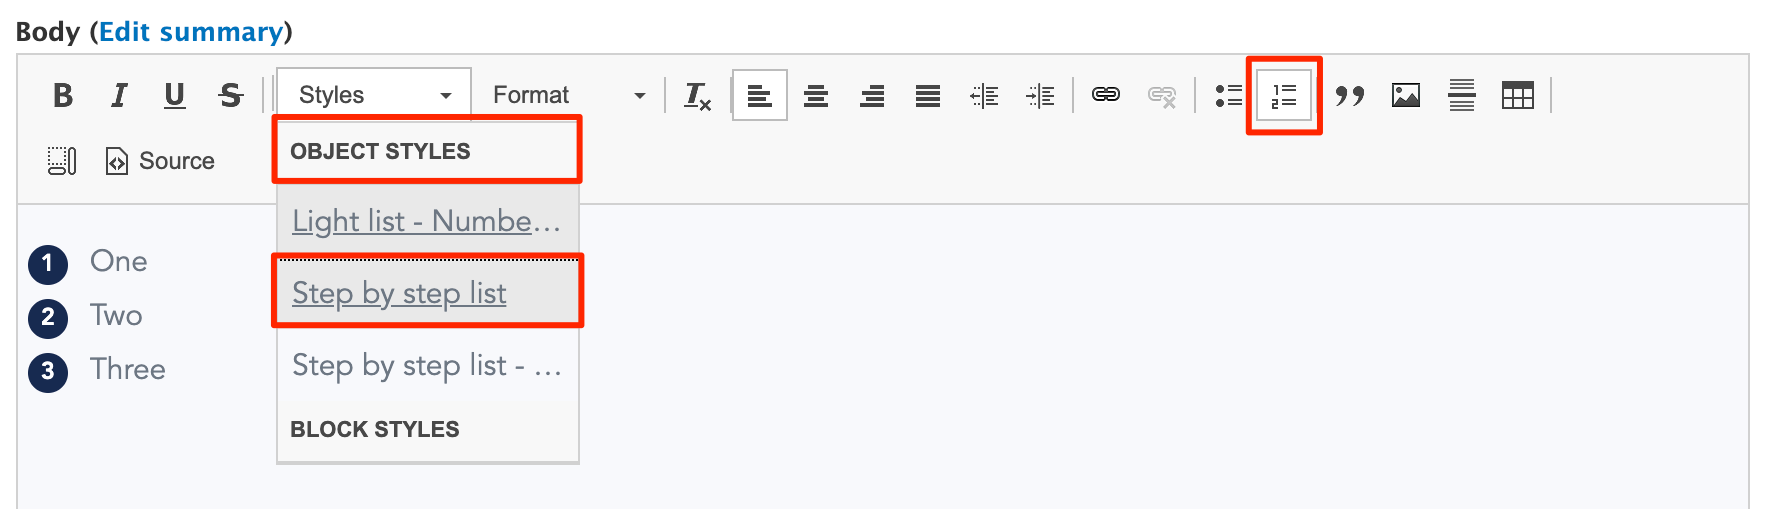 Body (Edit summary)
B I U S Styles Format
Source
OBJECT STYLES
Light list - Numbe...
Step by step list
Step by step list - ...
BLOCK STYLES
1 One
2 Two
3 Three